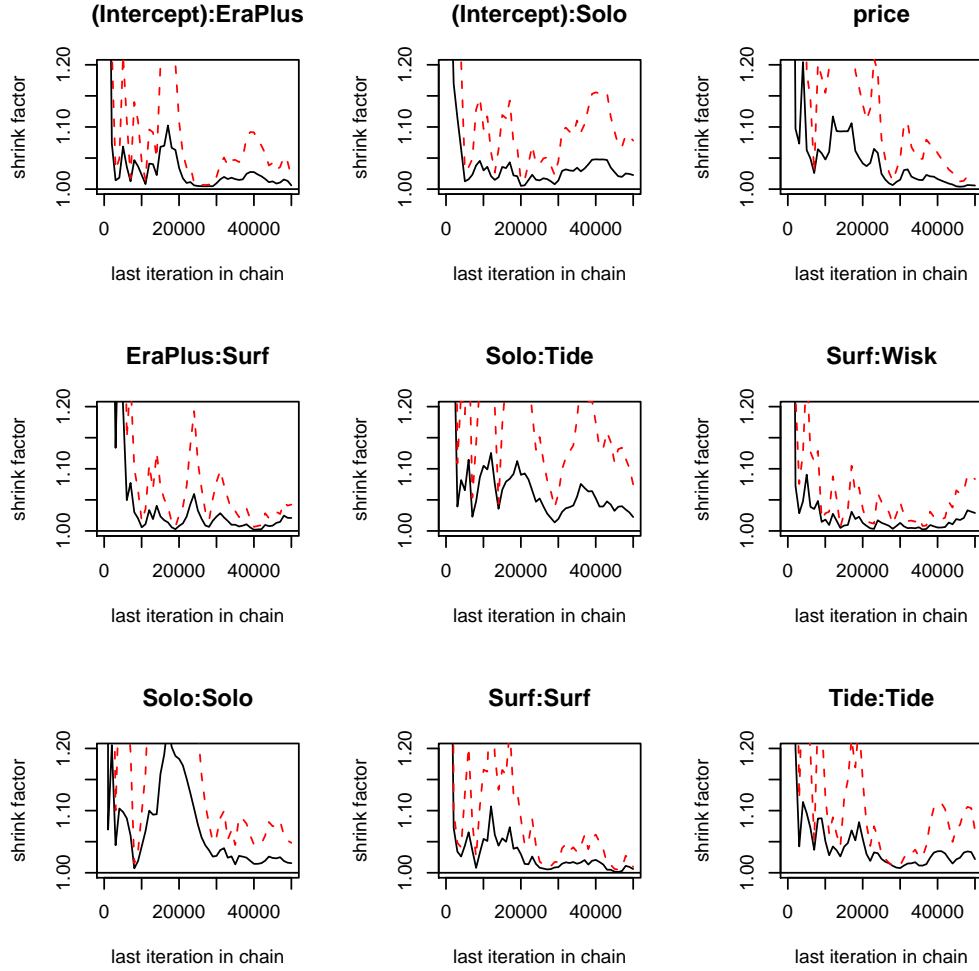 (Intercept):EraPlus
shrink factor
1.00 1.10 1.20
0 20000 40000
last iteration in chain
(Intercept):Solo
shrink factor
1.00 1.10 1.20
0 20000 40000
last iteration in chain
price
shrink factor
1.00 1.10 1.20
0 20000 40000
last iteration in chain
EraPlus:Surf
shrink factor
1.00 1.10 1.20
0 20000 40000
last iteration in chain
Solo:Tide
shrink factor
1.00 1.10 1.20
0 20000 40000
last iteration in chain
Surf:Wisk
shrink factor
1.00 1.10 1.20
0 20000 40000
last iteration in chain
Solo:Solo
shrink factor
1.00 1.10 1.20
0 20000 40000
last iteration in chain
Surf:Surf
shrink factor
1.00 1.10 1.20
0 20000 40000
last iteration in chain
Tide:Tide
shrink factor
1.00 1.10 1.20
0 20000 40000
last iteration in chain